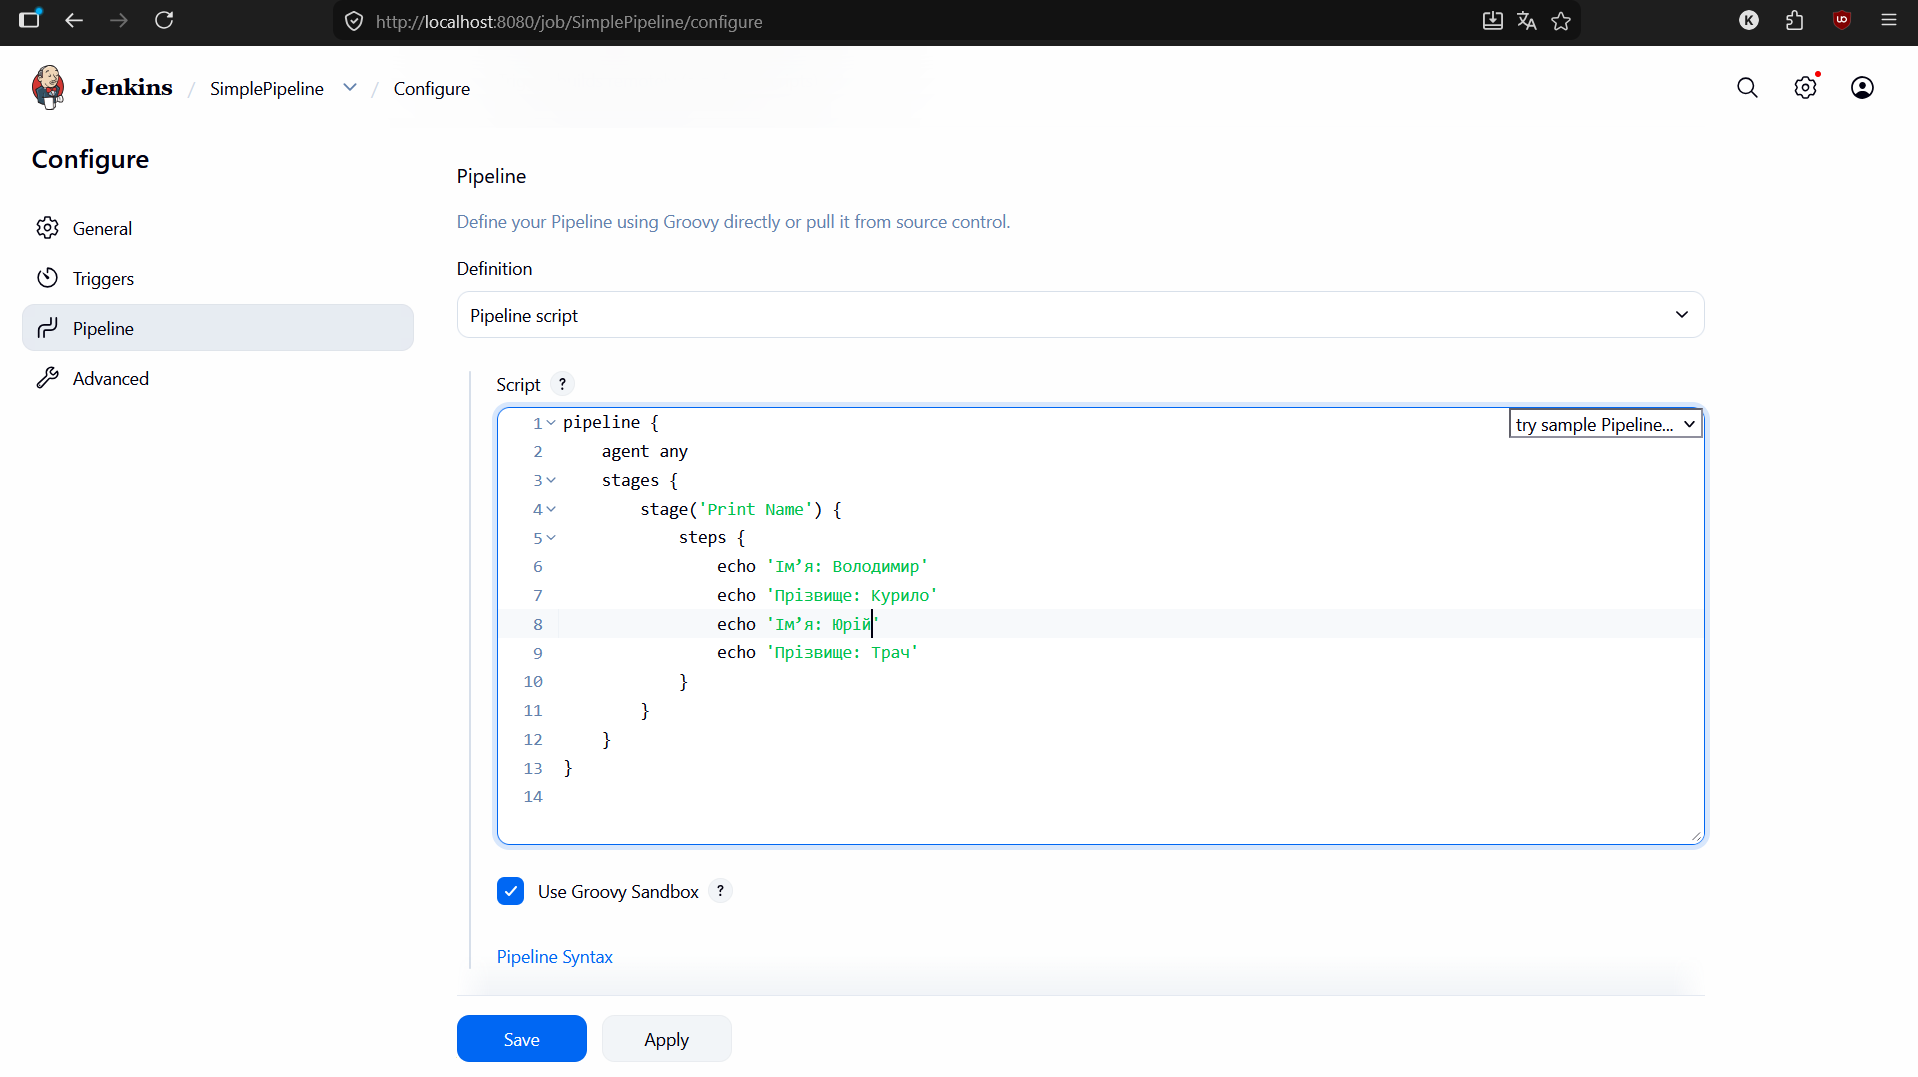 http://localhost:8080/job/SimplePipeline/configure
K
Jenkins / SimplePipeline / Configure
Configure
General
Triggers
Pipeline
Advanced
Pipeline
Define your Pipeline using Groovy directly or pull it from source control.
Definition
Pipeline script
Script ?
try sample Pipeline...
1 pipeline {
2     agent any
3     stages {
4         stage('Print Name') {
5             steps {
6                 echo 'Ім’я: Володимир'
7                 echo 'Прізвище: Курило'
8                 echo 'Ім’я: Юрій'
9                 echo 'Прізвище: Трач'
10             }
11         }
12     }
13 }
14
Use Groovy Sandbox ?
Pipeline Syntax
Save
Apply